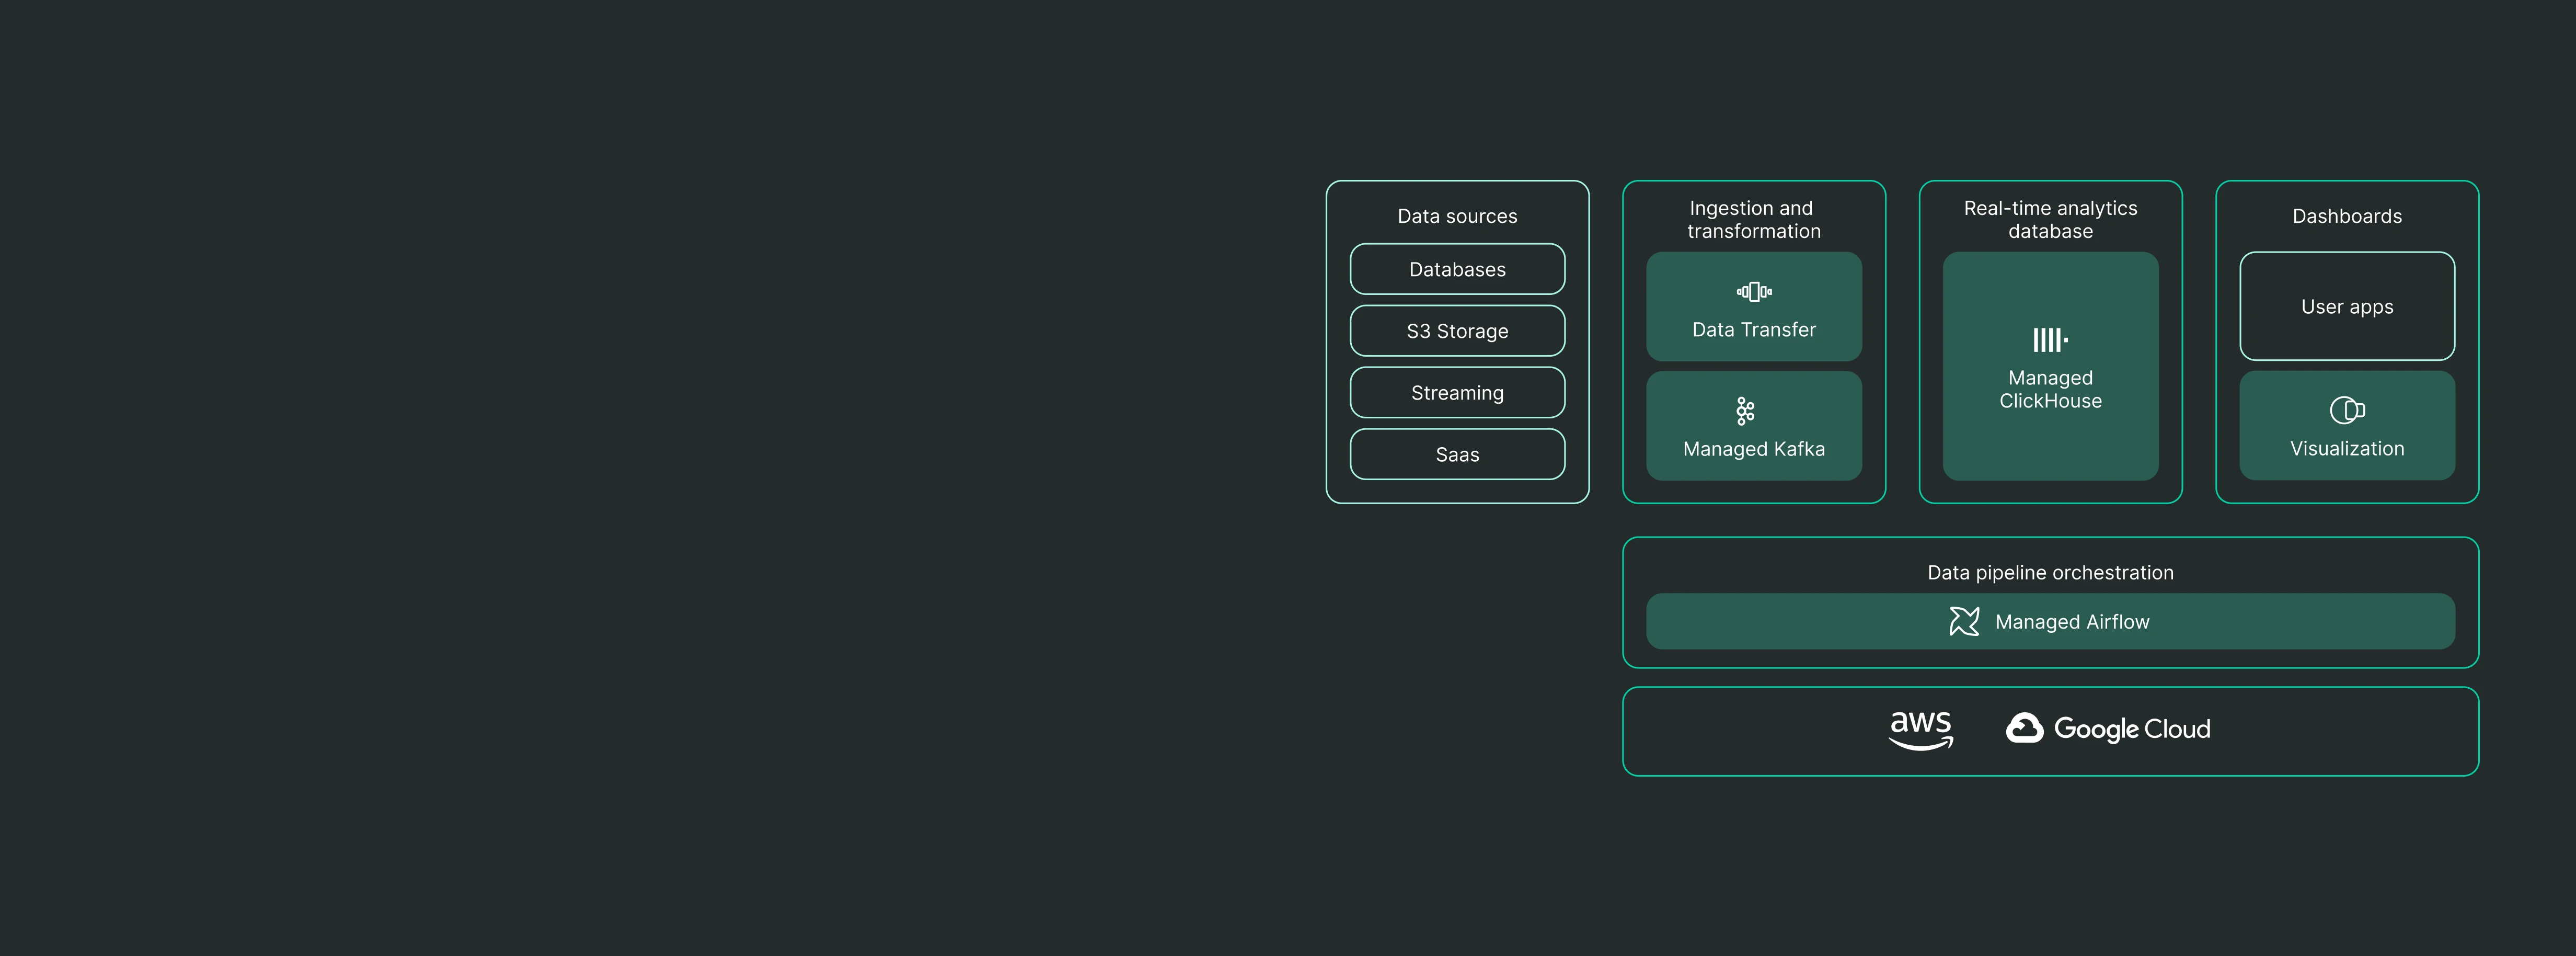 Data sources
Databases
S3 Storage
Streaming
Saas
Ingestion and
transformation
Data Transfer
Managed Kafka
Real-time analytics
database
Managed
ClickHouse
Dashboards
User apps
Visualization
Data pipeline orchestration
Managed Airflow
aws
Google Cloud